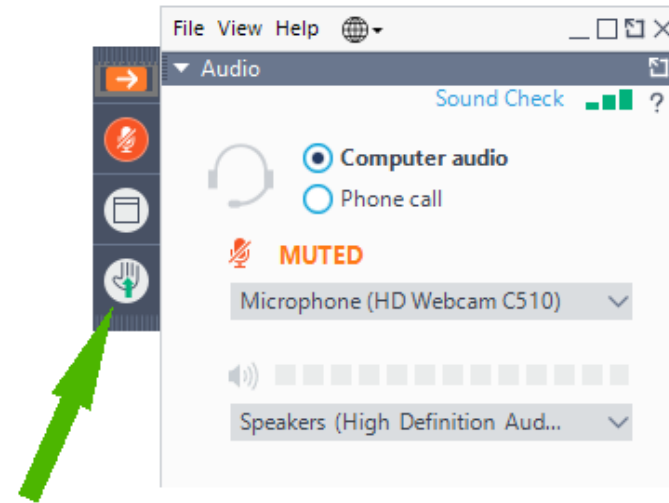 File View Help
Audio
Sound Check ?
Computer audio
Phone call
MUTED
Microphone (HD Webcam C510)
Speakers (High Definition Aud...